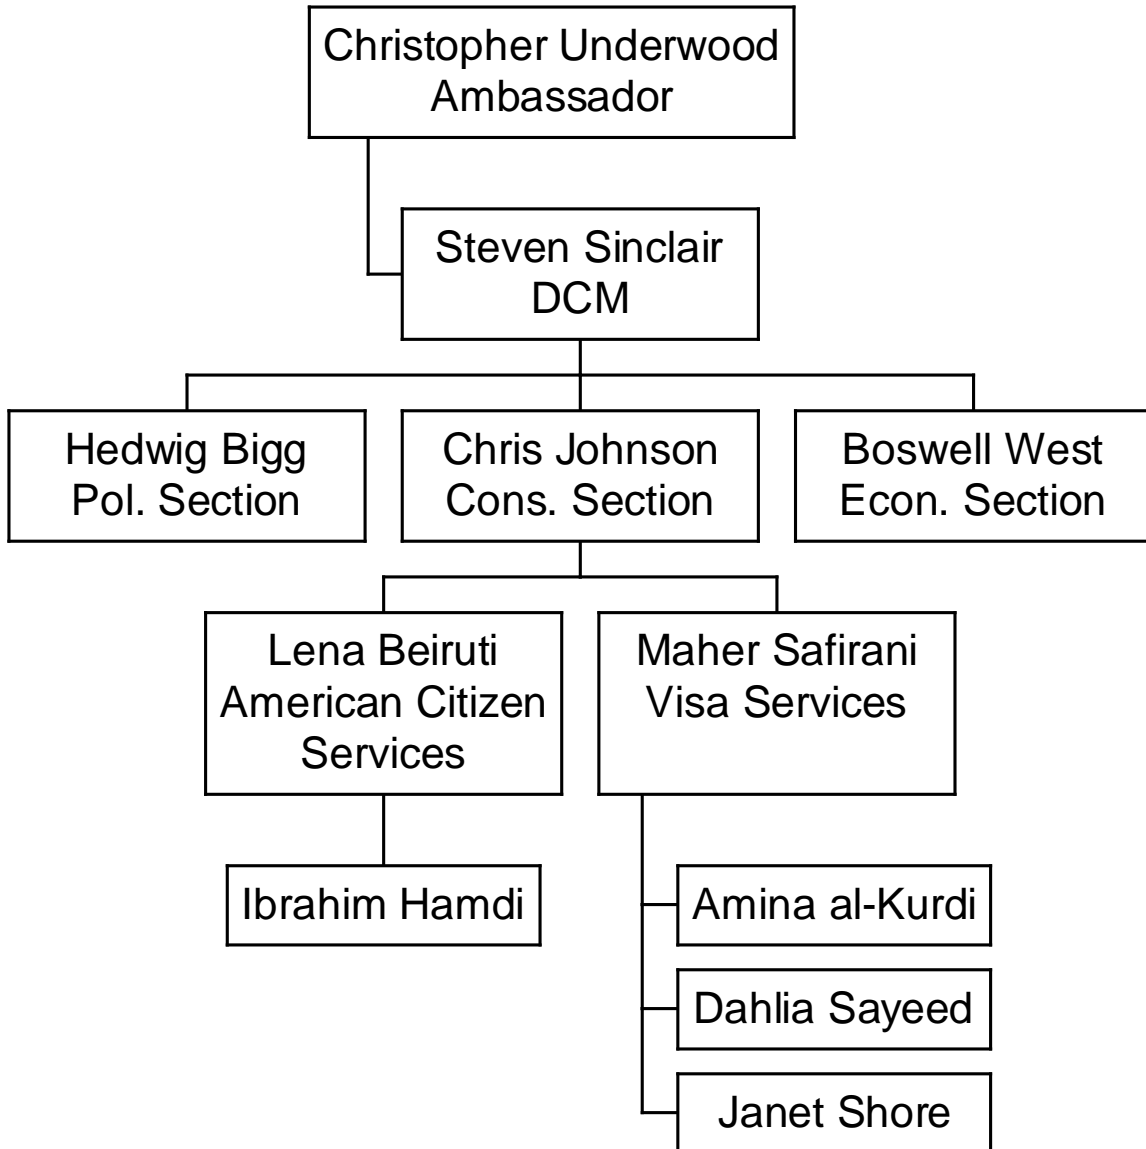 Christopher Underwood
Ambassador
Steven Sinclair
DCM
Hedwig Bigg
Pol. Section
Chris Johnson
Cons. Section
Boswell West
Econ. Section
Lena Beiruti
American Citizen
Services
Maher Safirani
Visa Services
Ibrahim Hamdi
Amina al-Kurdi
Dahlia Sayeed
Janet Shore